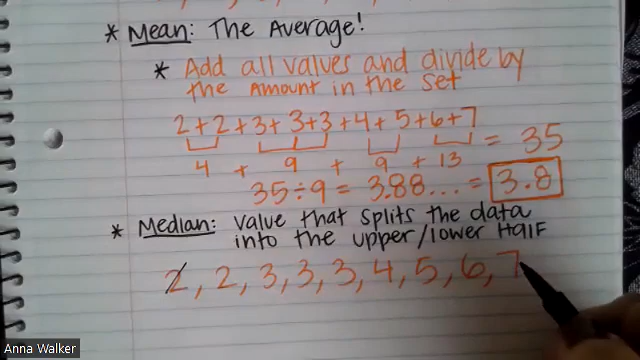 * Mean: The Average!
* Add all values and divide by
the Amount in the set
2+2+3+3+3+4+5+6+7 = 35
4 + 9 + 9 + 13
35÷9 = 3.88... = 3.8
* Median: value that splits the data
into the upper/lower Half
2, 2, 3, 3, 3, 4, 5, 6, 7
Anna Walker